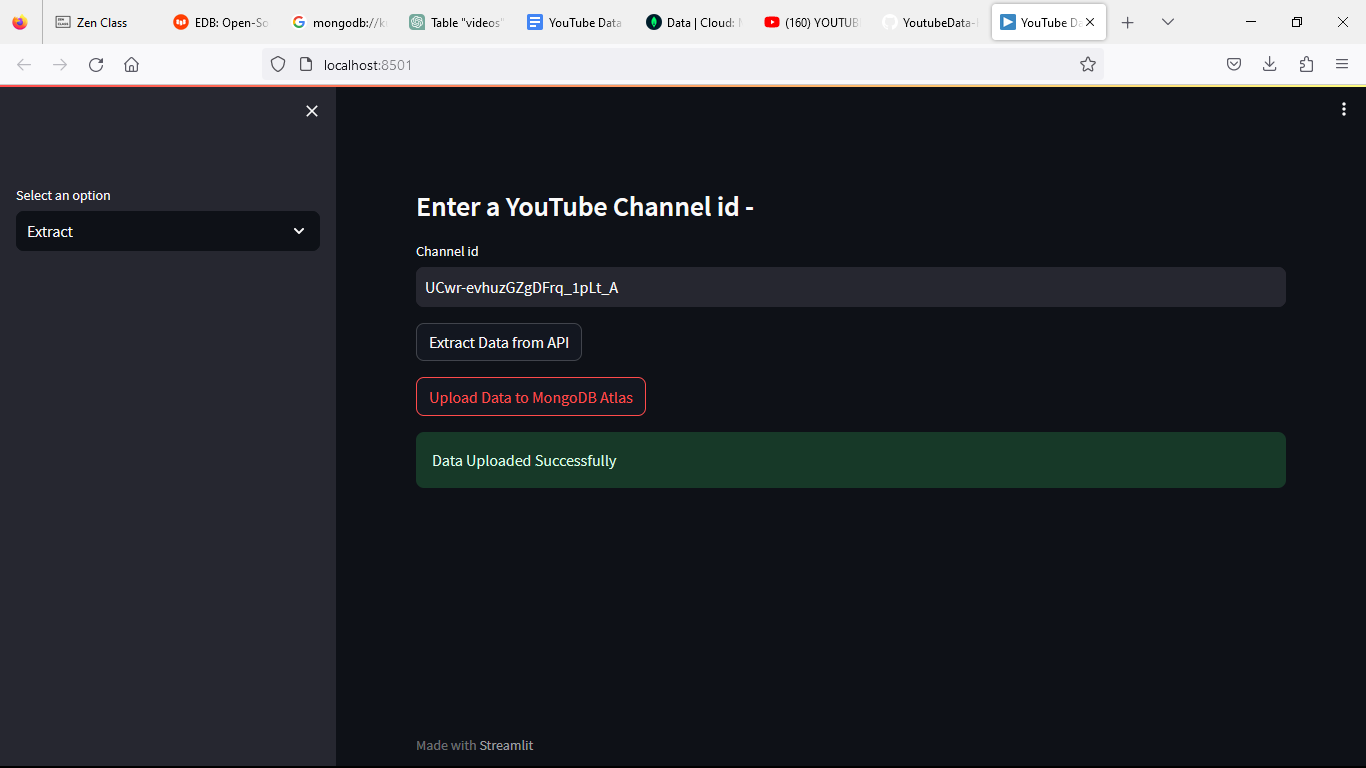 Zen Class
EDB: Open-So
mongodb://k
Table "videos"
YouTube Data
Data | Cloud:
(160) YOUTUB
YoutubeData-
YouTube Da
localhost:8501
Select an option
Extract
Enter a YouTube Channel id -
Channel id
UCwr-evhuzGZgDFrq_1pLt_A
Extract Data from API
Upload Data to MongoDB Atlas
Data Uploaded Successfully
Made with Streamlit